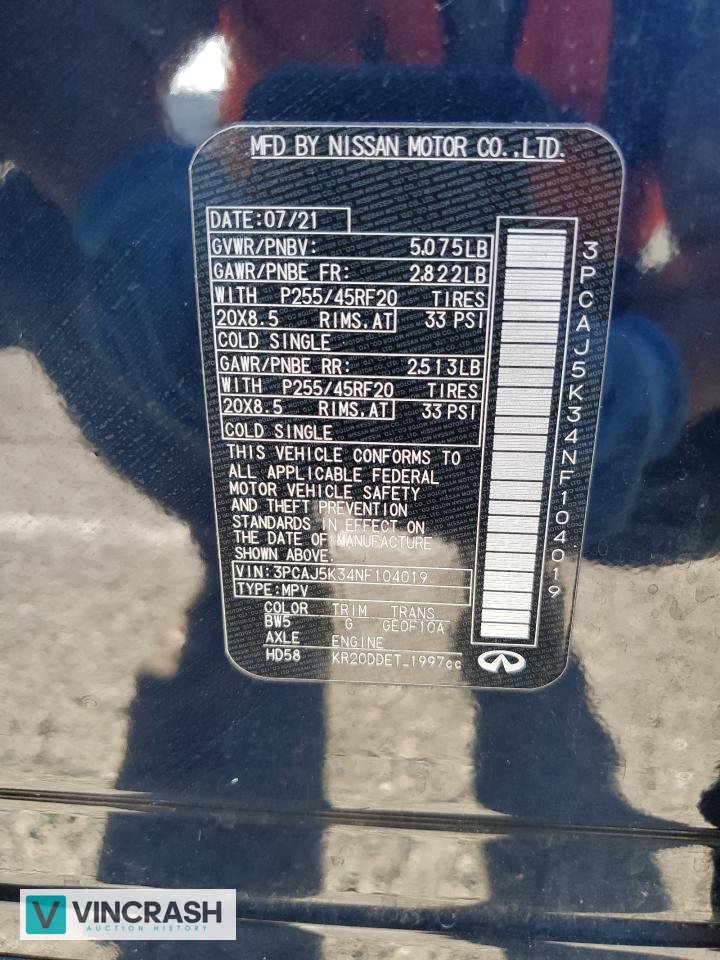 MFD BY NISSAN MOTOR CO.,LTD.
DATE:07/21
GVWR/PNBV: 5,075LB
GAWR/PNBE FR: 2,822LB
WITH P255/45RF20 TIRES
20X8.5 RIMS,AT 33 PSI
COLD SINGLE
GAWR/PNBE RR: 2,513LB
WITH P255/45RF20 TIRES
20X8.5 RIMS,AT 33 PSI
COLD SINGLE
THIS VEHICLE CONFORMS TO
ALL APPLICABLE FEDERAL
MOTOR VEHICLE SAFETY
AND THEFT PREVENTION
STANDARDS IN EFFECT ON
THE DATE OF MANUFACTURE
SHOWN ABOVE.
VIN:3PCAJ5K34NF104019
TYPE:MPV
COLOR TRIM TRANS
BW5 G GE0F10A
AXLE ENGINE
HD58 KR20DDET_1997cc
3PCAJ5K34NF104019
V VINCRASH
AUCTION HISTORY